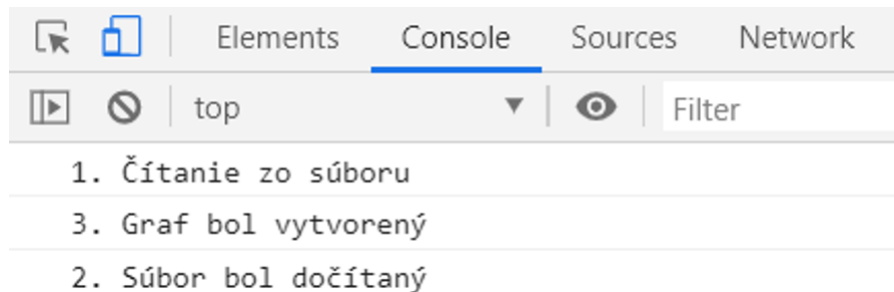 Elements Console Sources Network
top Filter
1. Čítanie zo súboru
3. Graf bol vytvorený
2. Súbor bol dočítaný